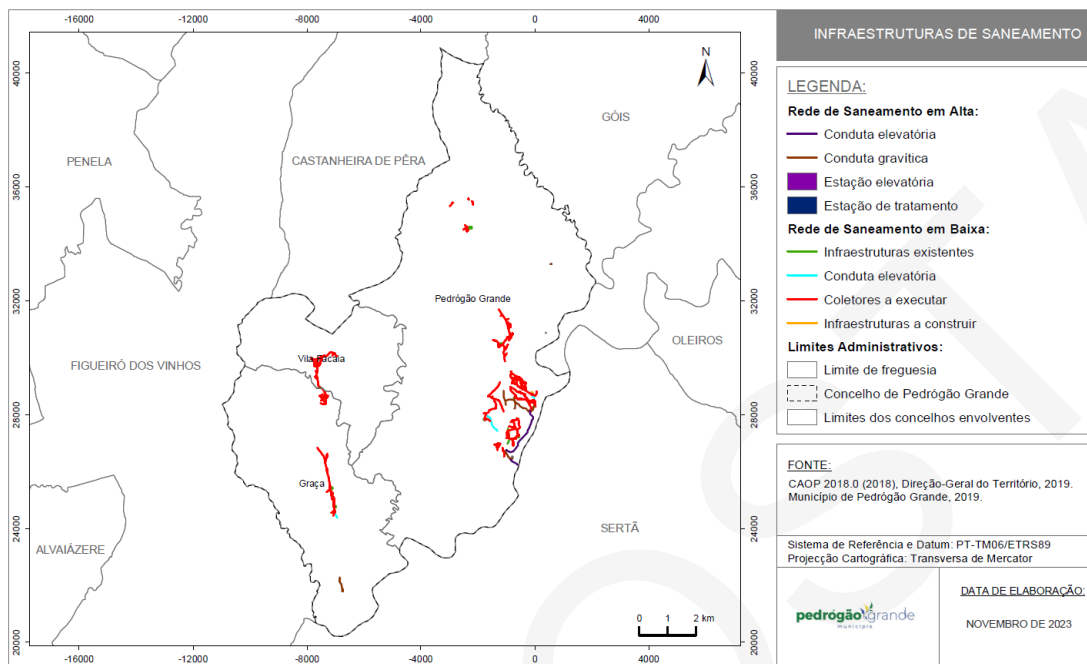 -16000 -12000 -8000 -4000 0 4000
INFRAESTRUTURAS DE SANEAMENTO
N
40000 40000
GÓIS
PENELA
CASTANHEIRA DE PÊRA
36000 36000
32000 32000
Pedrógão Grande
OLEIROS
Vila Facaia
FIGUEIRÓ DOS VINHOS
28000 28000
Graça
24000 24000
SERTÃ
ALVAIÁZERE
20000 20000
0 1 2 km
-16000 -12000 -8000 -4000 0 4000
LEGENDA:
Rede de Saneamento em Alta:
Conduta elevatória
Conduta gravítica
Estação elevatória
Estação de tratamento
Rede de Saneamento em Baixa:
Infraestruturas existentes
Conduta elevatória
Coletores a executar
Infraestruturas a construir
Limites Administrativos:
Limite de freguesia
Concelho de Pedrógão Grande
Limites dos concelhos envolventes
FONTE:
CAOP 2018.0 (2018), Direção-Geral do Território, 2019.
Município de Pedrógão Grande, 2019.
Sistema de Referência e Datum: PT-TM06/ETRS89
Projecção Cartográfica: Transversa de Mercator
pedrógão grande
município
DATA DE ELABORAÇÃO:
NOVEMBRO DE 2023